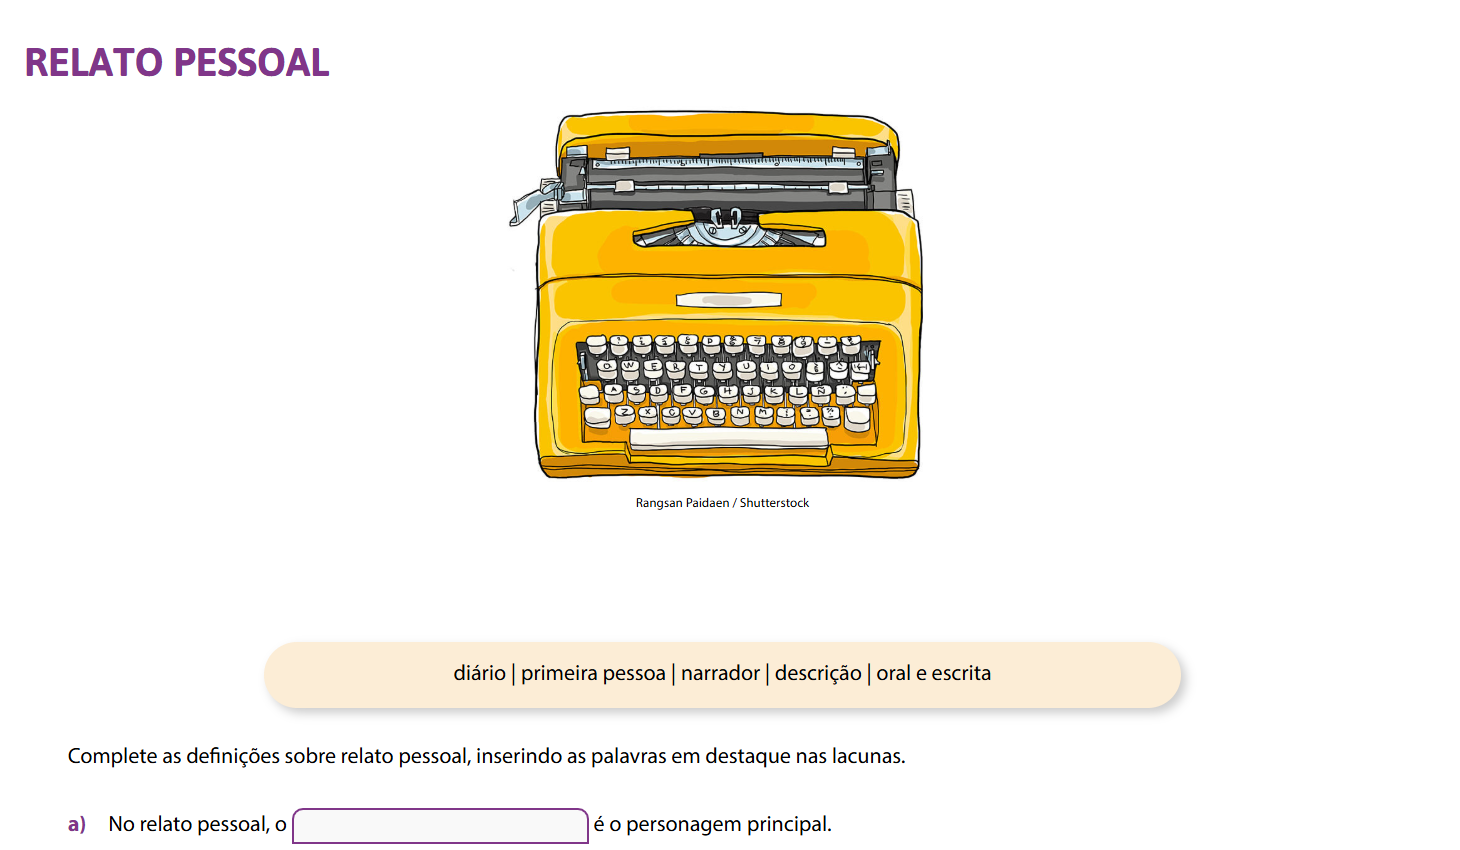 RELATO PESSOAL
Q W E R T Y U I O
A S D F G H J K L Ñ
Z X C V B N M
Rangsan Paidaen / Shutterstock
diário | primeira pessoa | narrador | descrição | oral e escrita
Complete as definições sobre relato pessoal, inserindo as palavras em destaque nas lacunas.
a) No relato pessoal, o é o personagem principal.